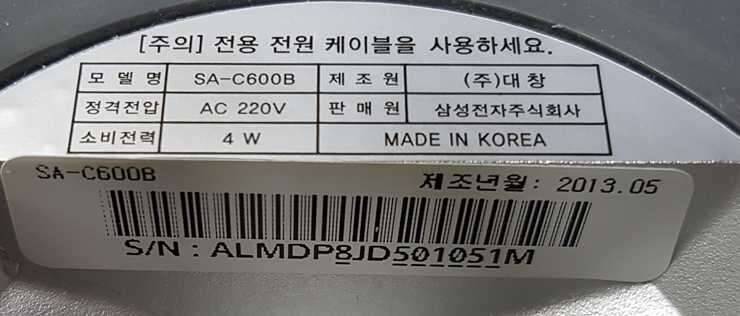 [주의] 전용 전원 케이블을 사용하세요.
모 델 명 SA-C600B 제 조 원 (주)대 창
정격전압 AC 220V 판 매 원 삼성전자주식회사
소비전력 4 W MADE IN KOREA
SA-C600B 제조년월: 2013.05
S/N : ALMDP8JD501051M